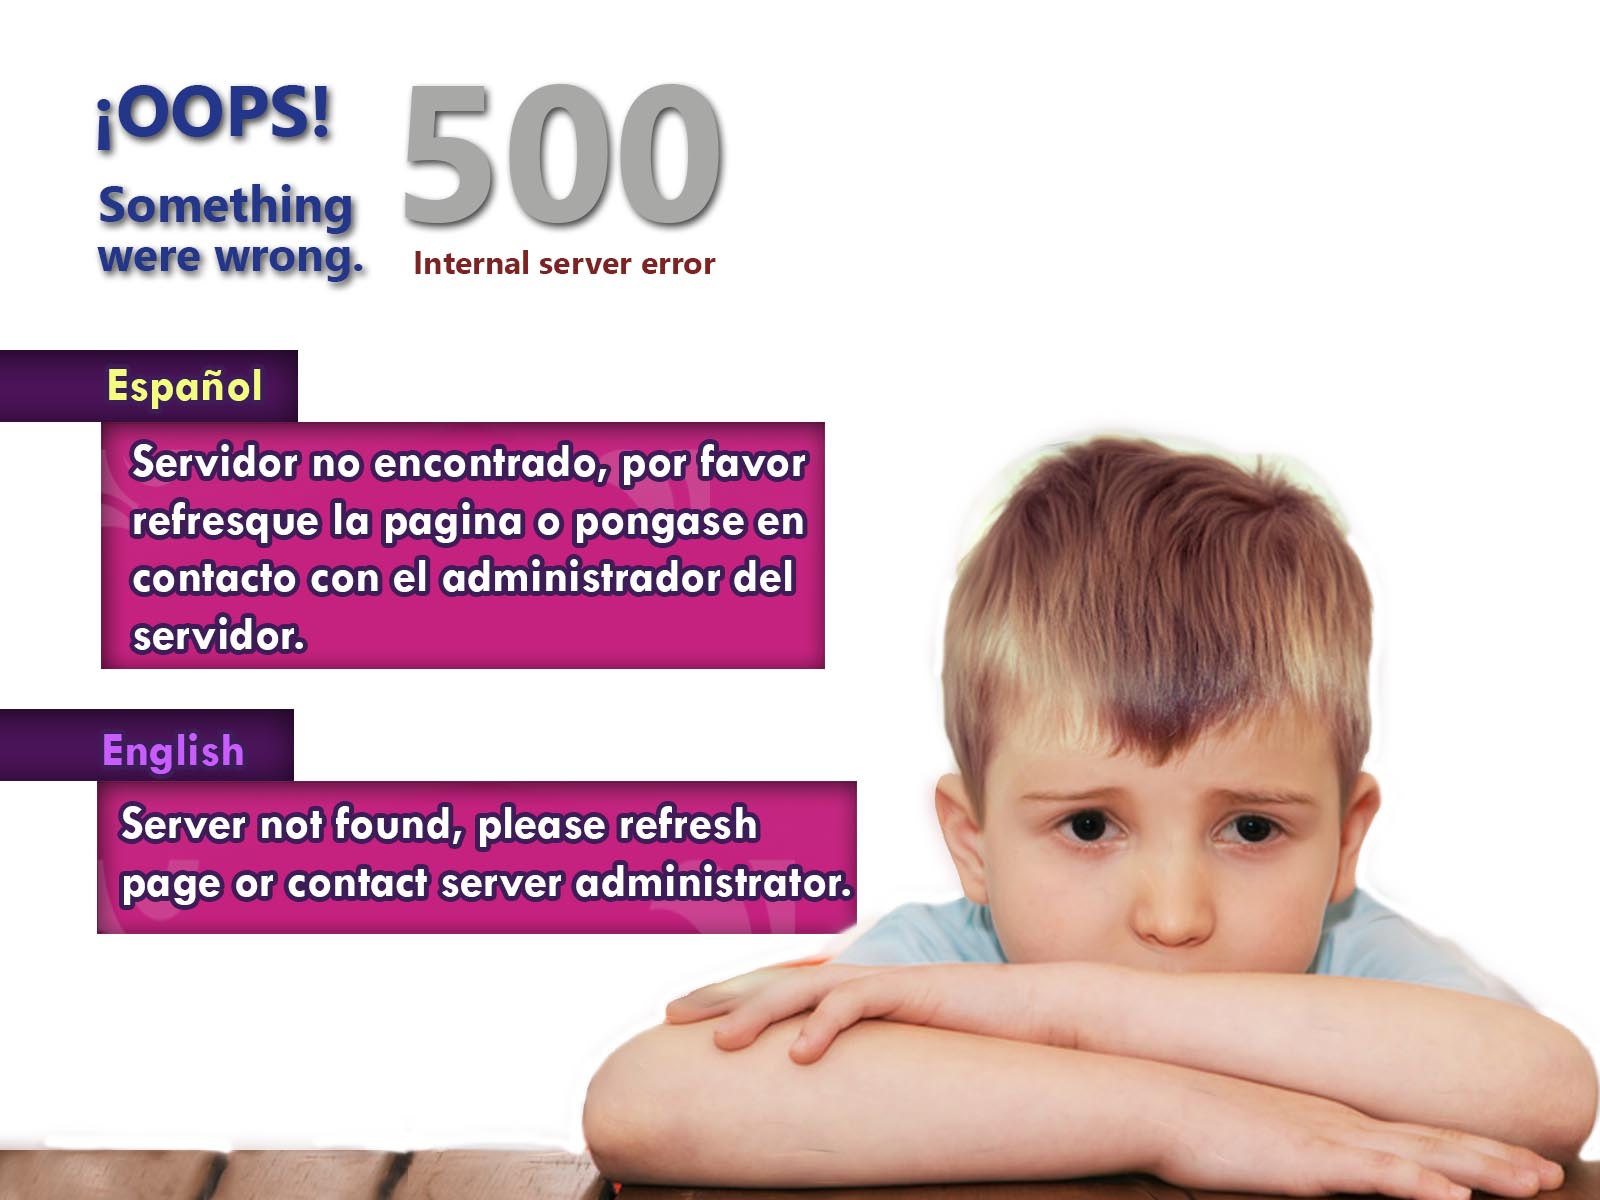 ¡OOPS!
Something
were wrong.
500
Internal server error
Español
Servidor no encontrado, por favor
refresque la pagina o pongase en
contacto con el administrador del
servidor.
English
Server not found, please refresh
page or contact server administrator.